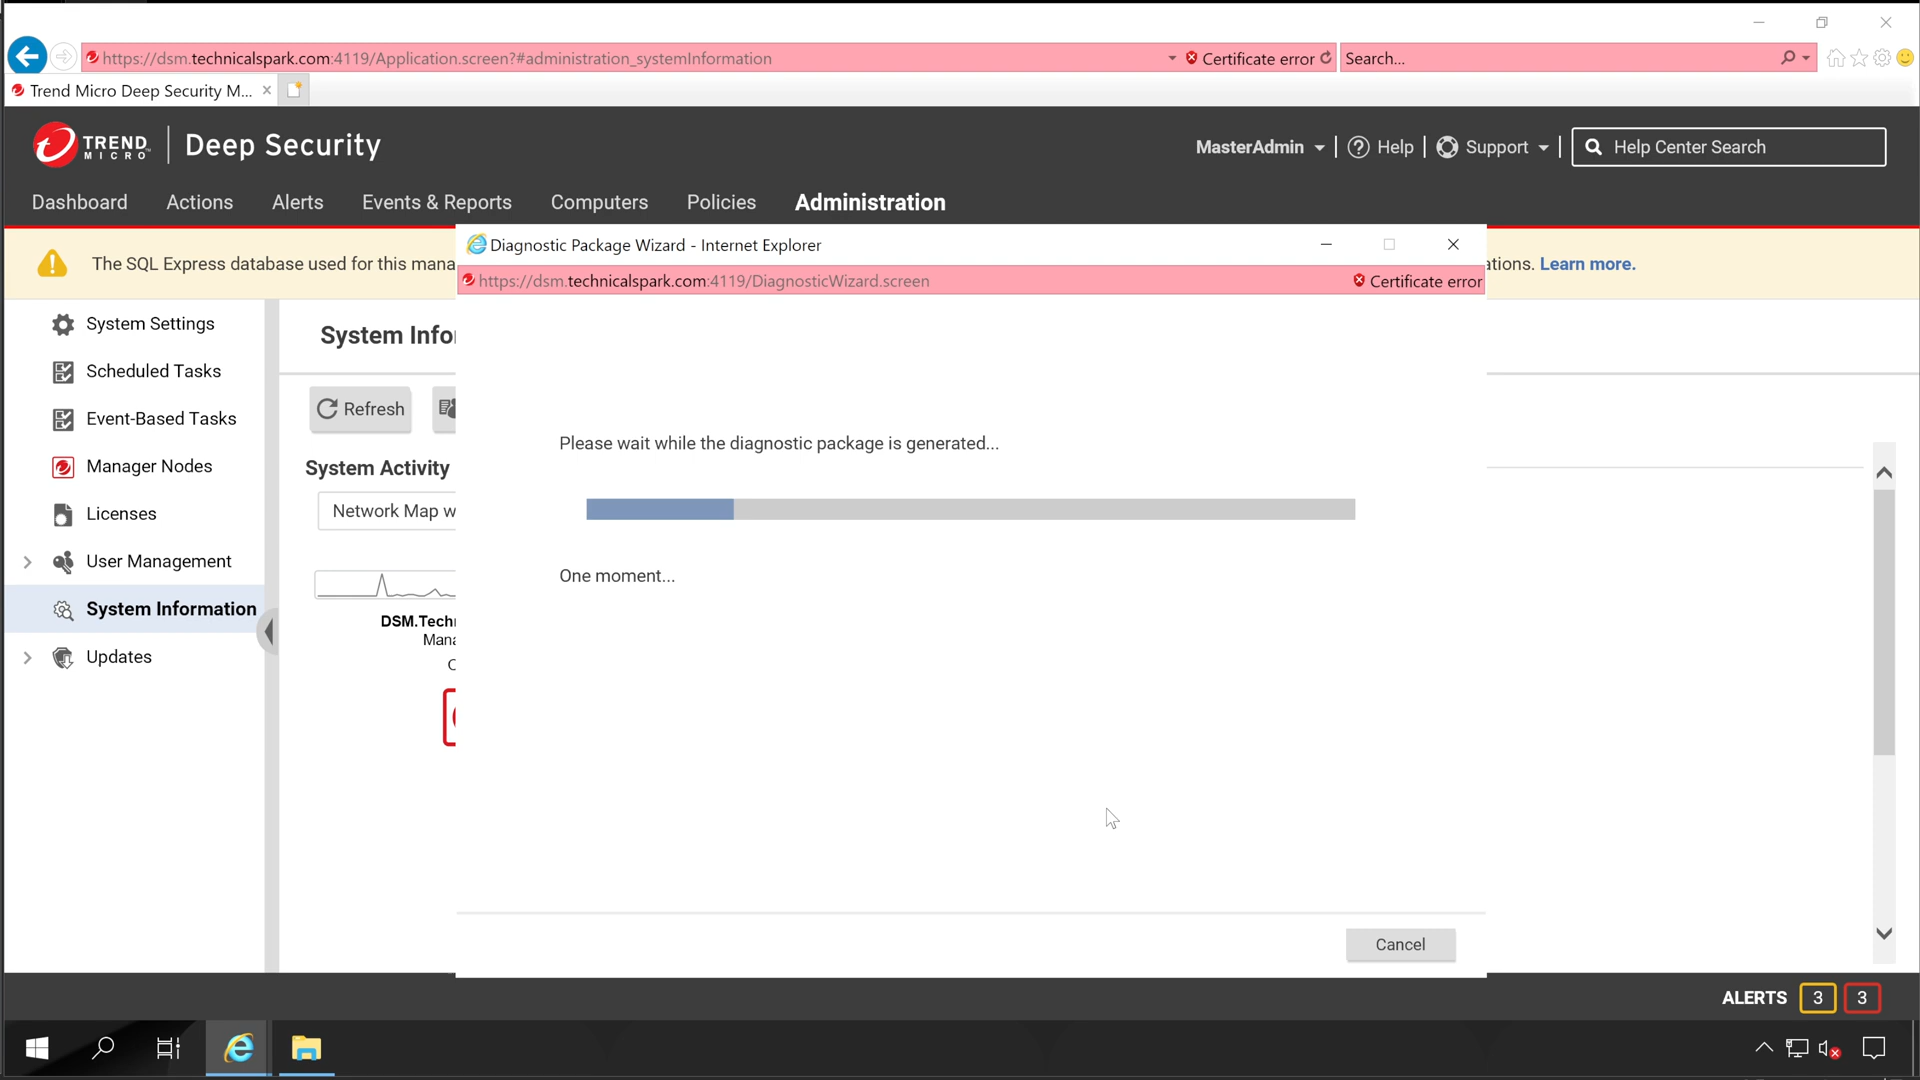 https://dsm.technicalspark.com:4119/Application.screen?#administration_systemInformation
Certificate error
Search...
Trend Micro Deep Security M...
TREND MICRO
Deep Security
MasterAdmin
Help
Support
Help Center Search
Dashboard
Actions
Alerts
Events & Reports
Computers
Policies
Administration
Diagnostic Package Wizard - Internet Explorer
The SQL Express database used for this mana
ations. Learn more.
https://dsm.technicalspark.com:4119/DiagnosticWizard.screen
Certificate error
System Settings
Scheduled Tasks
Event-Based Tasks
Manager Nodes
Licenses
User Management
System Information
Updates
System Infor
Refresh
System Activity
Network Map w
DSM.Techn
Mana
Please wait while the diagnostic package is generated...
One moment...
Cancel
ALERTS 3 3